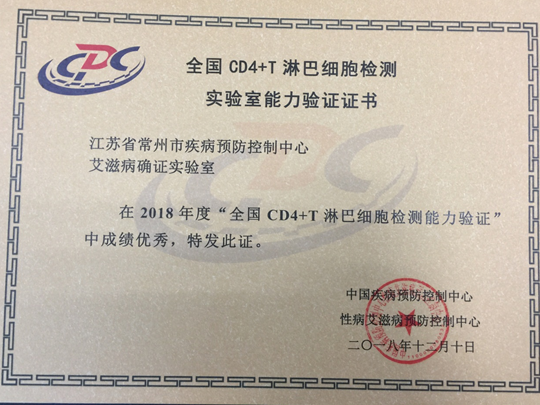 CDC
全国 CD4+T 淋巴细胞检测
实验室能力验证证书
江苏省常州市疾病预防控制中心
艾滋病确证实验室
在 2018 年度“全国 CD4+T 淋巴细胞检测能力验证”
中成绩优秀，特发此证。
中国疾病预防控制中心
性病艾滋病预防控制中心
二〇一八年十二月十日